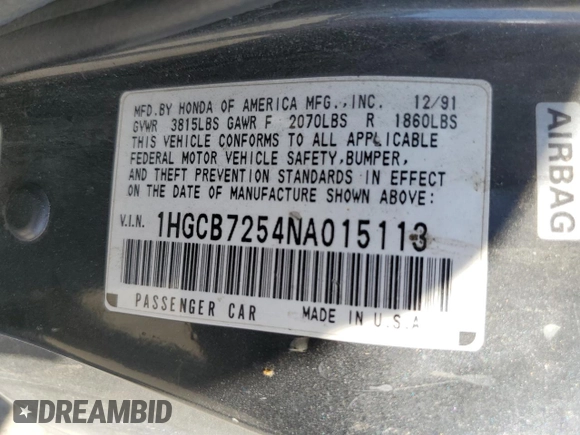 MFD.BY HONDA OF AMERICA MFG.,INC. 12/91
GVWR 3815LBS GAWR F 2070LBS R 1860LBS
THIS VEHICLE CONFORMS TO ALL APPLICABLE
FEDERAL MOTOR VEHICLE SAFETY,BUMPER,
AND THEFT PREVENTION STANDARDS IN EFFECT
ON THE DATE OF MANUFACTURE SHOWN ABOVE:
V.I.N. 1HGCB7254NA015113
PASSENGER CAR MADE IN U.S.A
AIRBAG
DREAMBID